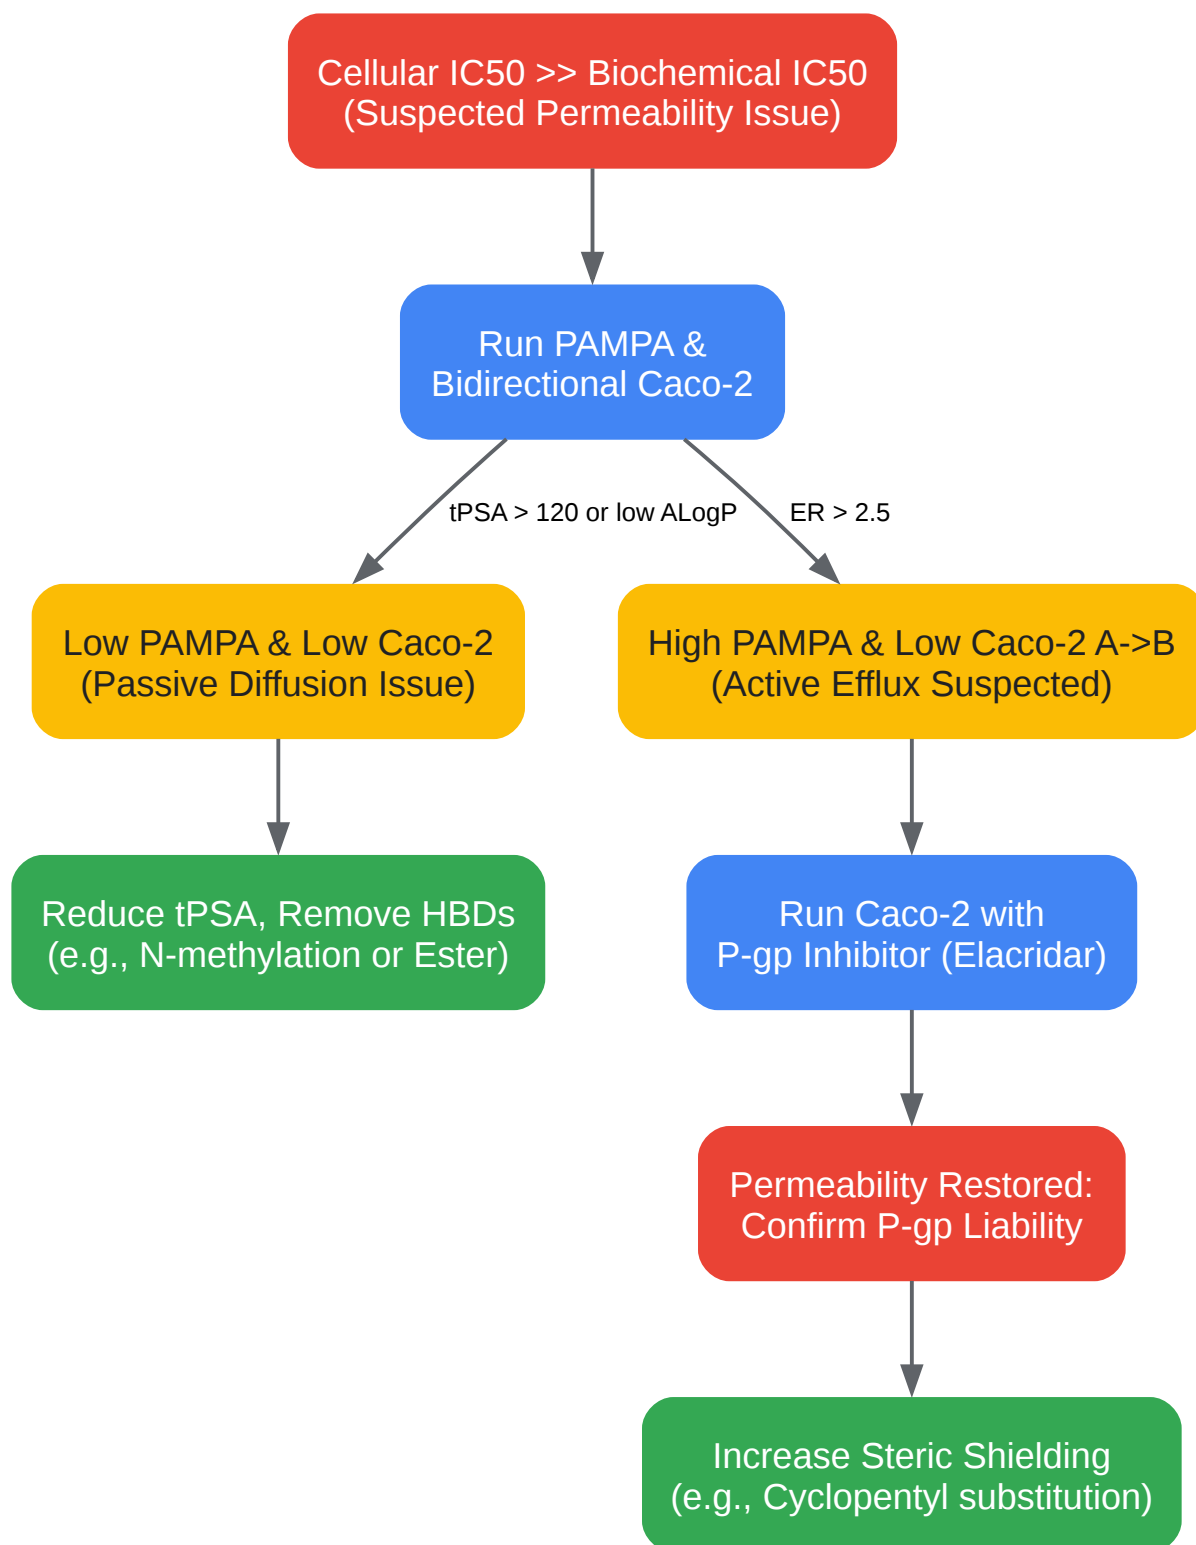 Cellular IC50 >> Biochemical IC50
(Suspected Permeability Issue)
Run PAMPA &
Bidirectional Caco-2
tPSA > 120 or low ALogP
ER > 2.5
Low PAMPA & Low Caco-2
(Passive Diffusion Issue)
High PAMPA & Low Caco-2 A->B
(Active Efflux Suspected)
Reduce tPSA, Remove HBDs
(e.g., N-methylation or Ester)
Run Caco-2 with
P-gp Inhibitor (Elacridar)
Permeability Restored:
Confirm P-gp Liability
Increase Steric Shielding
(e.g., Cyclopentyl substitution)